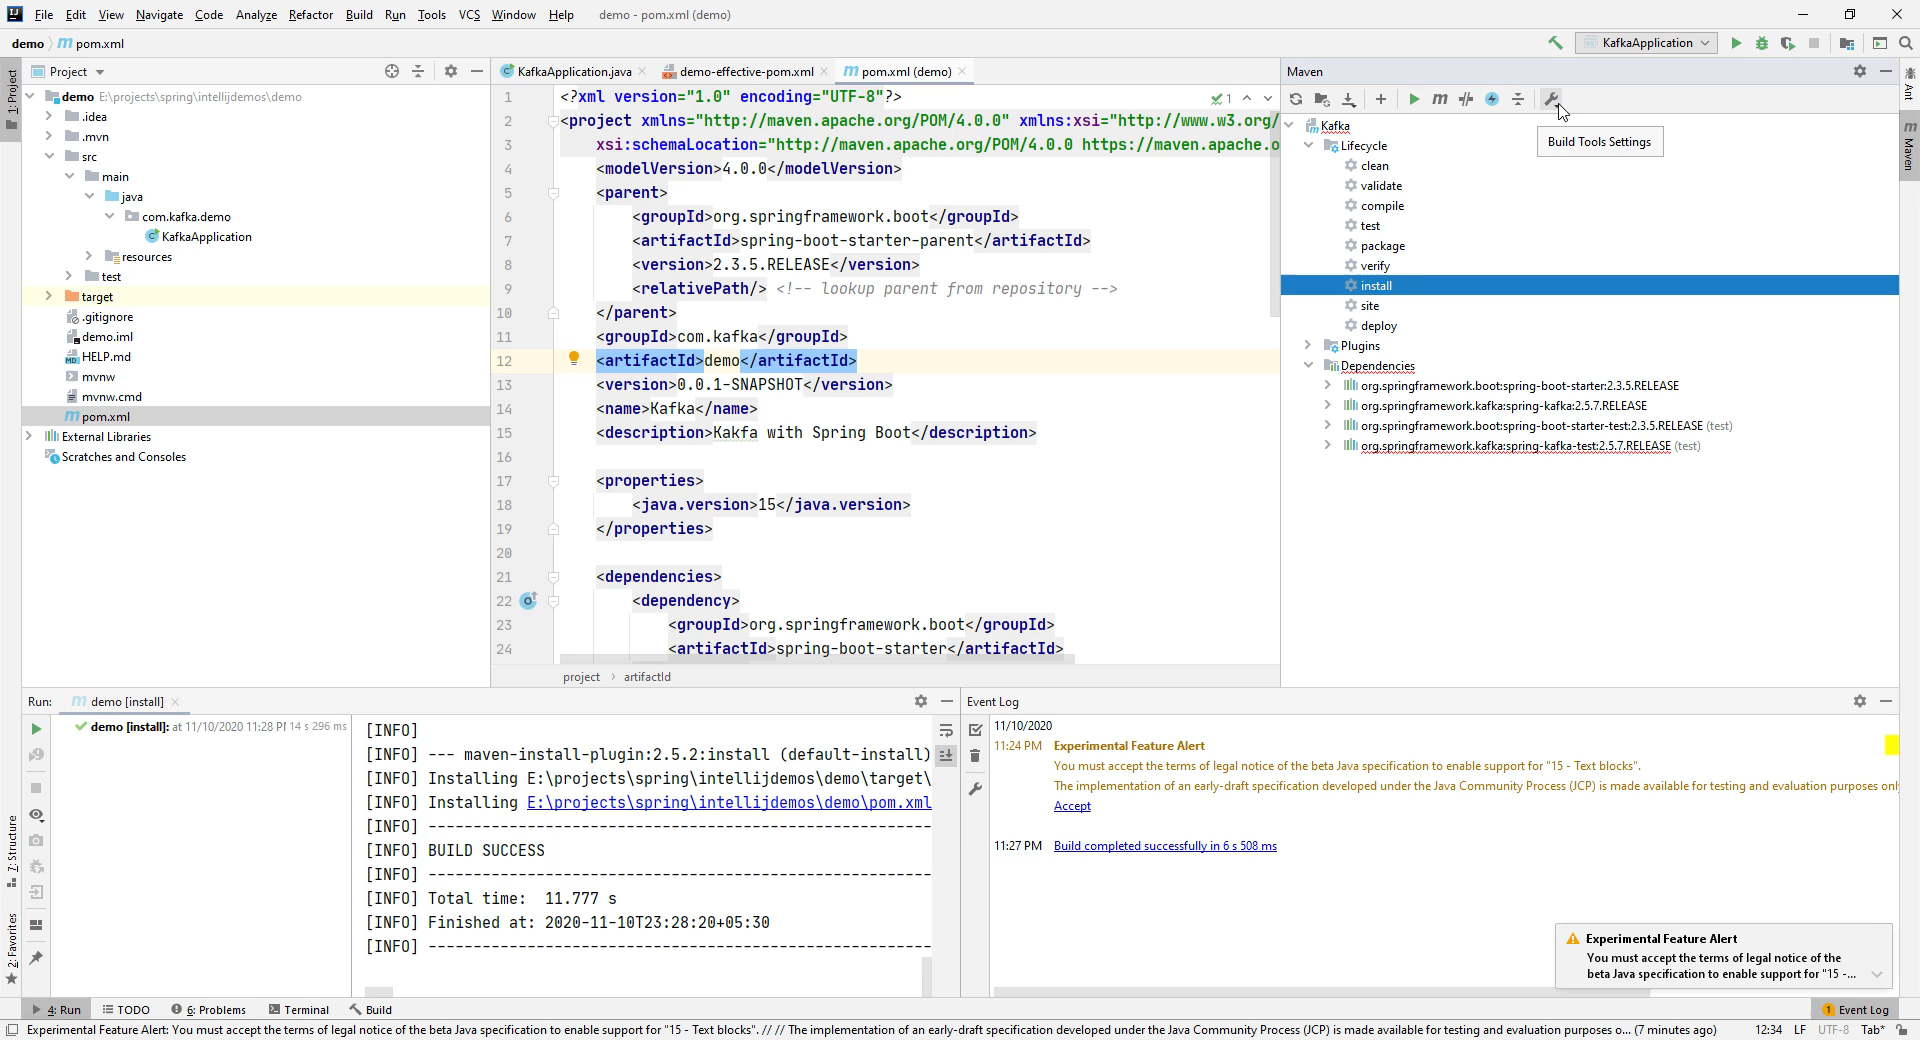 File Edit View Navigate Code Analyze Refactor Build Run Tools VCS Window Help demo - pom.xml (demo)
demo pom.xml
KafkaApplication
1: Project
Project
demo E:\projects\spring\intellijdemos\demo
.idea
.mvn
src
main
java
com.kafka.demo
KafkaApplication
resources
test
target
.gitignore
demo.iml
HELP.md
mvnw
mvnw.cmd
pom.xml
External Libraries
Scratches and Consoles
KafkaApplication.java demo-effective-pom.xml pom.xml (demo)
1 <?xml version="1.0" encoding="UTF-8"?>
2 <project xmlns="http://maven.apache.org/POM/4.0.0" xmlns:xsi="http://www.w3.org/
3 xsi:schemaLocation="http://maven.apache.org/POM/4.0.0 https://maven.apache.o
4 <modelVersion>4.0.0</modelVersion>
5 <parent>
6 <groupId>org.springframework.boot</groupId>
7 <artifactId>spring-boot-starter-parent</artifactId>
8 <version>2.3.5.RELEASE</version>
9 <relativePath/> <!-- lookup parent from repository -->
10 </parent>
11 <groupId>com.kafka</groupId>
12 <artifactId>demo</artifactId>
13 <version>0.0.1-SNAPSHOT</version>
14 <name>Kafka</name>
15 <description>Kakfa with Spring Boot</description>
16
17 <properties>
18 <java.version>15</java.version>
19 </properties>
20
21 <dependencies>
22 <dependency>
23 <groupId>org.springframework.boot</groupId>
24 <artifactId>spring-boot-starter</artifactId>
1
project artifactId
Maven
Build Tools Settings
Kafka
Lifecycle
clean
validate
compile
test
package
verify
install
site
deploy
Plugins
Dependencies
org.springframework.boot:spring-boot-starter:2.3.5.RELEASE
org.springframework.kafka:spring-kafka:2.5.7.RELEASE
org.springframework.boot:spring-boot-starter-test:2.3.5.RELEASE (test)
org.springframework.kafka:spring-kafka-test:2.5.7.RELEASE (test)
Ant
Maven
Run: demo [install]
demo [install]: at 11/10/2020 11:28 PM 14 s 296 ms
[INFO]
[INFO] --- maven-install-plugin:2.5.2:install (default-install)
[INFO] Installing E:\projects\spring\intellijdemos\demo\target\
[INFO] Installing E:\projects\spring\intellijdemos\demo\pom.xml
[INFO] ------------------------------------------------
[INFO] BUILD SUCCESS
[INFO] ------------------------------------------------
[INFO] Total time: 11.777 s
[INFO] Finished at: 2020-11-10T23:28:20+05:30
[INFO] ------------------------------------------------
Event Log
11/10/2020
11:24 PM Experimental Feature Alert
You must accept the terms of legal notice of the beta Java specification to enable support for "15 - Text blocks".
The implementation of an early-draft specification developed under the Java Community Process (JCP) is made available for testing and evaluation purposes onl
Accept
11:27 PM Build completed successfully in 6 s 508 ms
Experimental Feature Alert
You must accept the terms of legal notice of the
beta Java specification to enable support for "15 -...
7: Structure
2: Favorites
4: Run TODO 6: Problems Terminal Build
1 Event Log
Experimental Feature Alert: You must accept the terms of legal notice of the beta Java specification to enable support for "15 - Text blocks". // // The implementation of an early-draft specification developed under the Java Community Process (JCP) is made available for testing and evaluation purposes o... (7 minutes ago) 12:34 LF UTF-8 Tab*